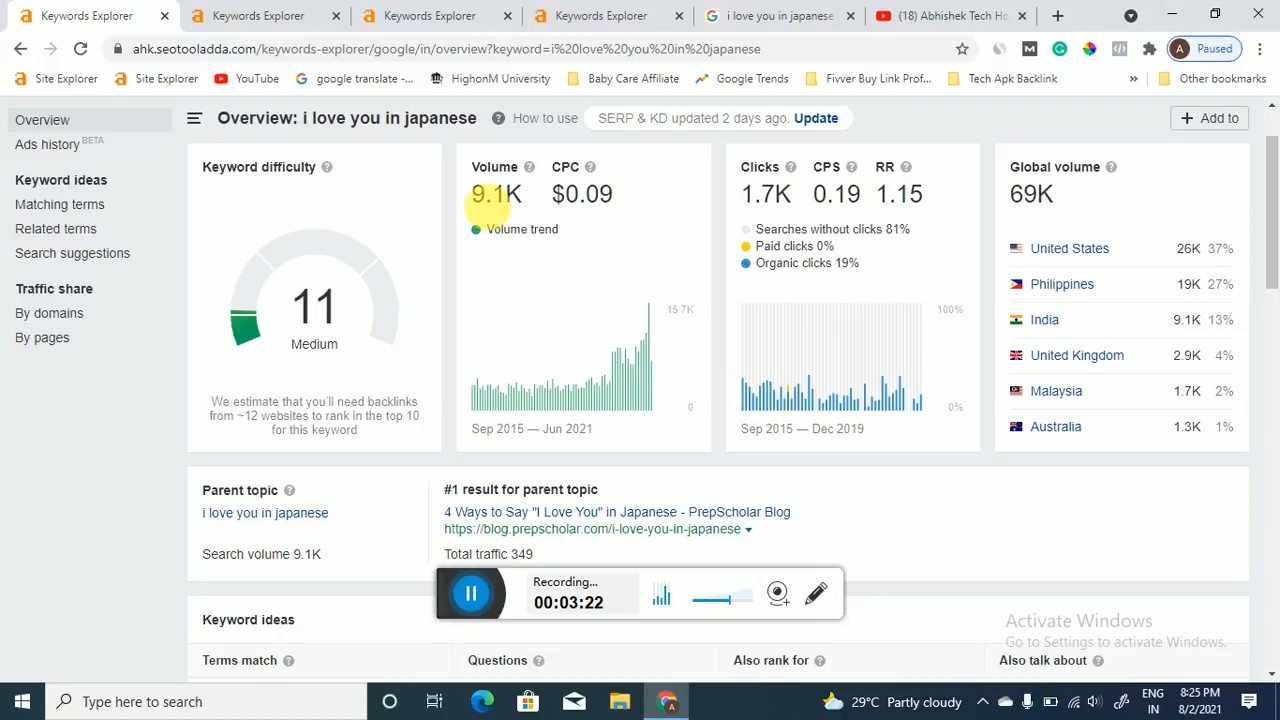 Keywords Explorer
Keywords Explorer
Keywords Explorer
Keywords Explorer
i love you in japanese
(18) Abhishek Tech Ho
ahk.seotooladda.com/keywords-explorer/google/in/overview?keyword=i%20love%20you%20in%20japanese
M
A Paused
Site Explorer
Site Explorer
YouTube
google translate -...
HighonM University
Baby Care Affiliate
Google Trends
Fivver Buy Link Prof...
Tech Apk Backlink
»
Other bookmarks
Overview
Ads history BETA
Keyword ideas
Matching terms
Related terms
Search suggestions
Traffic share
By domains
By pages
Overview: i love you in japanese
? How to use
SERP & KD updated 2 days ago. Update
+ Add to
Keyword difficulty ?
11
Medium
We estimate that you'll need backlinks
from ~12 websites to rank in the top 10
for this keyword
Volume ? CPC ?
9.1K $0.09
Volume trend
15.7K
0
Sep 2015 — Jun 2021
Clicks ? CPS ? RR ?
1.7K 0.19 1.15
Searches without clicks 81%
Paid clicks 0%
Organic clicks 19%
100%
0%
Sep 2015 — Dec 2019
Global volume ?
69K
United States 26K 37%
Philippines 19K 27%
India 9.1K 13%
United Kingdom 2.9K 4%
Malaysia 1.7K 2%
Australia 1.3K 1%
Parent topic ?
i love you in japanese
Search volume 9.1K
#1 result for parent topic
4 Ways to Say "I Love You" in Japanese - PrepScholar Blog
https://blog.prepscholar.com/i-love-you-in-japanese
Total traffic 349
Recording...
00:03:22
Keyword ideas
Terms match ?
Questions ?
Also rank for ?
Also talk about ?
Activate Windows
Go to Settings to activate Windows.
Type here to search
29°C Partly cloudy
ENG
IN
8:25 PM
8/2/2021